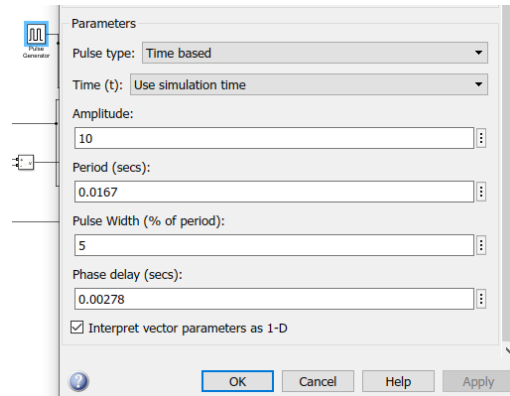 Pulse
Generator
Parameters
Pulse type: Time based
Time (t): Use simulation time
Amplitude:
10
Period (secs):
0.0167
Pulse Width (% of period):
5
Phase delay (secs):
0.00278
Interpret vector parameters as 1-D
OK Cancel Help Apply